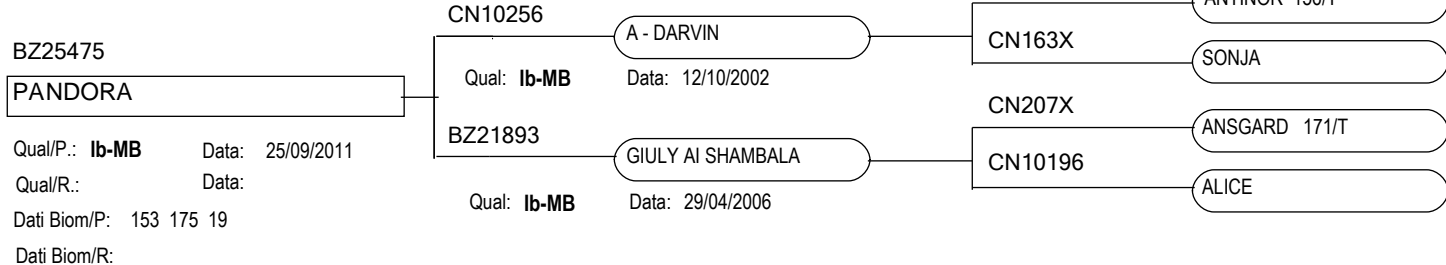 CN10256
A - DARVIN
Qual: Ib-MB Data: 12/10/2002
CN163X
SONJA
BZ25475
PANDORA
Qual/P.: Ib-MB Data: 25/09/2011
Qual/R.: Data:
Dati Biom/P: 153 175 19
Dati Biom/R:
BZ21893
GIULY AI SHAMBALA
Qual: Ib-MB Data: 29/04/2006
CN207X
ANSGARD 171/T
CN10196
ALICE